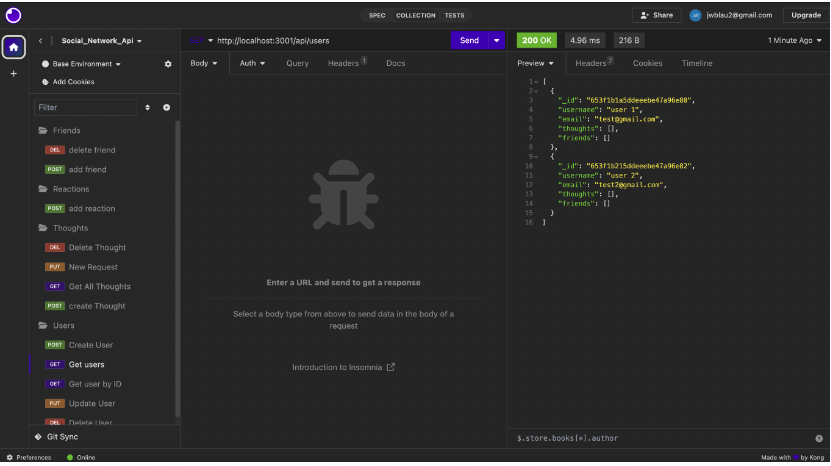 SPEC COLLECTION TESTS
Share jwblau2@gmail.com Upgrade
JW
Social_Network_Api
http://localhost:3001/api/users Send
200 OK 4.96 ms 216 B 1 Minute Ago
Base Environment
Add Cookies
Body Auth Query Headers 1 Docs
Preview Headers 7 Cookies Timeline
Filter
Friends
DEL delete friend
POST add friend
Reactions
POST add reaction
Thoughts
DEL Delete Thought
PUT New Request
GET Get All Thoughts
POST create Thought
Users
POST Create User
GET Get users
GET Get user by ID
PUT Update User
DEL Delete User
Git Sync
Enter a URL and send to get a response
Select a body type from above to send data in the body of a
request
Introduction to Insomnia
1 [
2 {
3 "_id": "653f1b1a5ddeeebe47a96e80",
4 "username": "user 1",
5 "email": "test@gmail.com",
6 "thoughts": [],
7 "friends": []
8 },
9 {
10 "_id": "653f1b215ddeeebe47a96e82",
11 "username": "user 2",
12 "email": "test2@gmail.com",
13 "thoughts": [],
14 "friends": []
15 }
16 ]
$.store.books[*].author
Preferences Online Made with by Kong